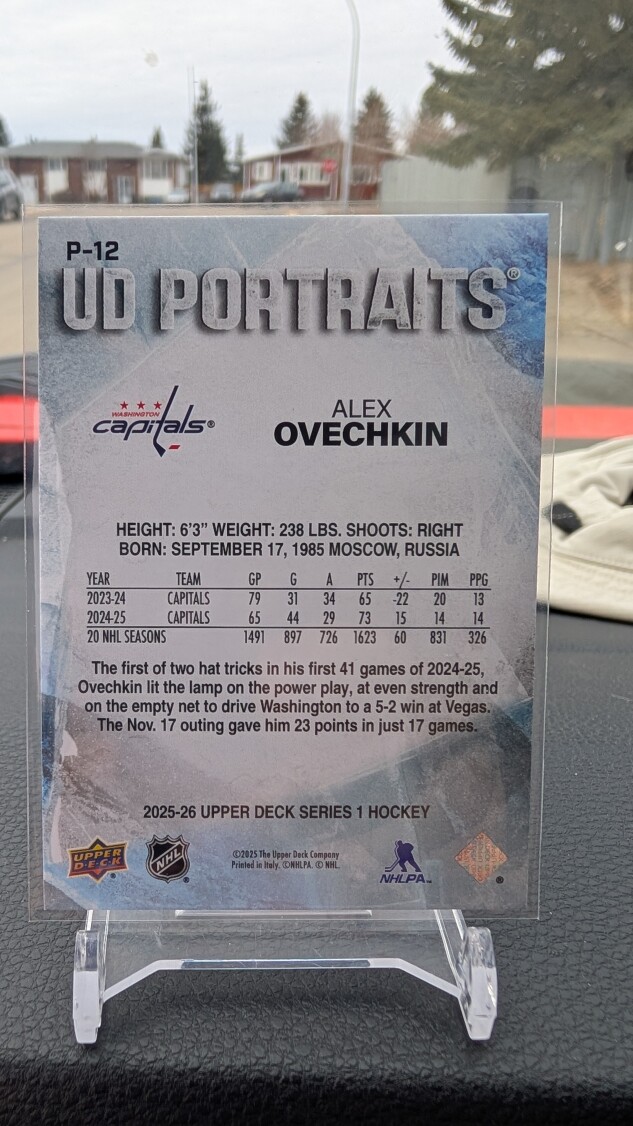 P-12
UD PORTRAITS®
WASHINGTON
capitals®
ALEX
OVECHKIN
HEIGHT: 6'3" WEIGHT: 238 LBS. SHOOTS: RIGHT
BORN: SEPTEMBER 17, 1985 MOSCOW, RUSSIA
YEAR TEAM GP G A PTS +/- PIM PPG
2023-24 CAPITALS 79 31 34 65 -22 20 13
2024-25 CAPITALS 65 44 29 73 15 14 14
20 NHL SEASONS 1491 897 726 1623 60 831 326
The first of two hat tricks in his first 41 games of 2024-25,
Ovechkin lit the lamp on the power play, at even strength and
on the empty net to drive Washington to a 5-2 win at Vegas.
The Nov. 17 outing gave him 23 points in just 17 games.
2025-26 UPPER DECK SERIES 1 HOCKEY
UPPER
D·E·C·K
NHL
©2025 The Upper Deck Company
Printed in Italy. ©NHLPA. © NHL.
NHLPA